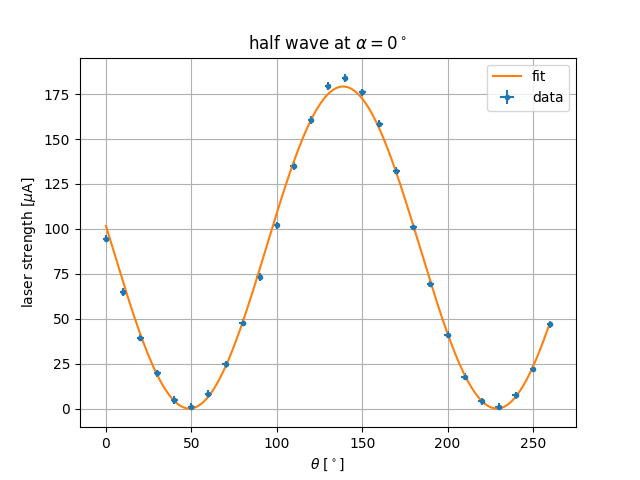 half wave at α = 0°
fit
data
laser strength [μA]
175
150
125
100
75
50
25
0
0 50 100 150 200 250
θ [°]